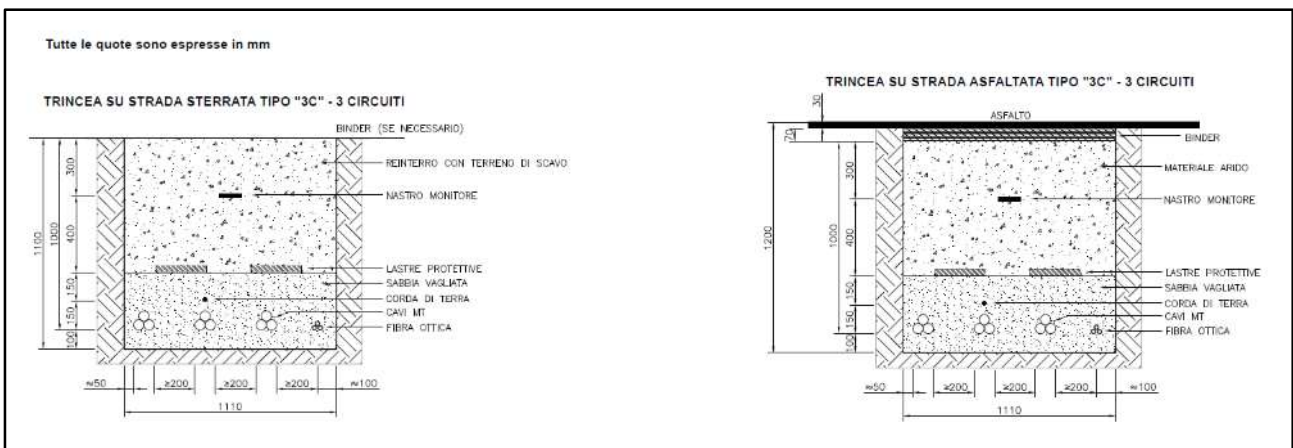 Tutte le quote sono espresse in mm
TRINCEA SU STRADA STERRATA TIPO "3C" - 3 CIRCUITI
BINDER (SE NECESSARIO)
REINTERRO CON TERRENO DI SCAVO
NASTRO MONITORE
LASTRE PROTETTIVE
SABBIA VAGLIATA
CORDA DI TERRA
CAVI MT
FIBRA OTTICA
1100
1000
300
400
150
150
100
≈50
≥200
≥200
≥200
≈100
1110
TRINCEA SU STRADA ASFALTATA TIPO "3C" - 3 CIRCUITI
30
ASFALTO
70
BINDER
MATERIALE ARIDO
NASTRO MONITORE
LASTRE PROTETTIVE
SABBIA VAGLIATA
CORDA DI TERRA
CAVI MT
FIBRA OTTICA
1200
1000
300
400
150
150
100
≈50
≥200
≥200
≥200
≈100
1110